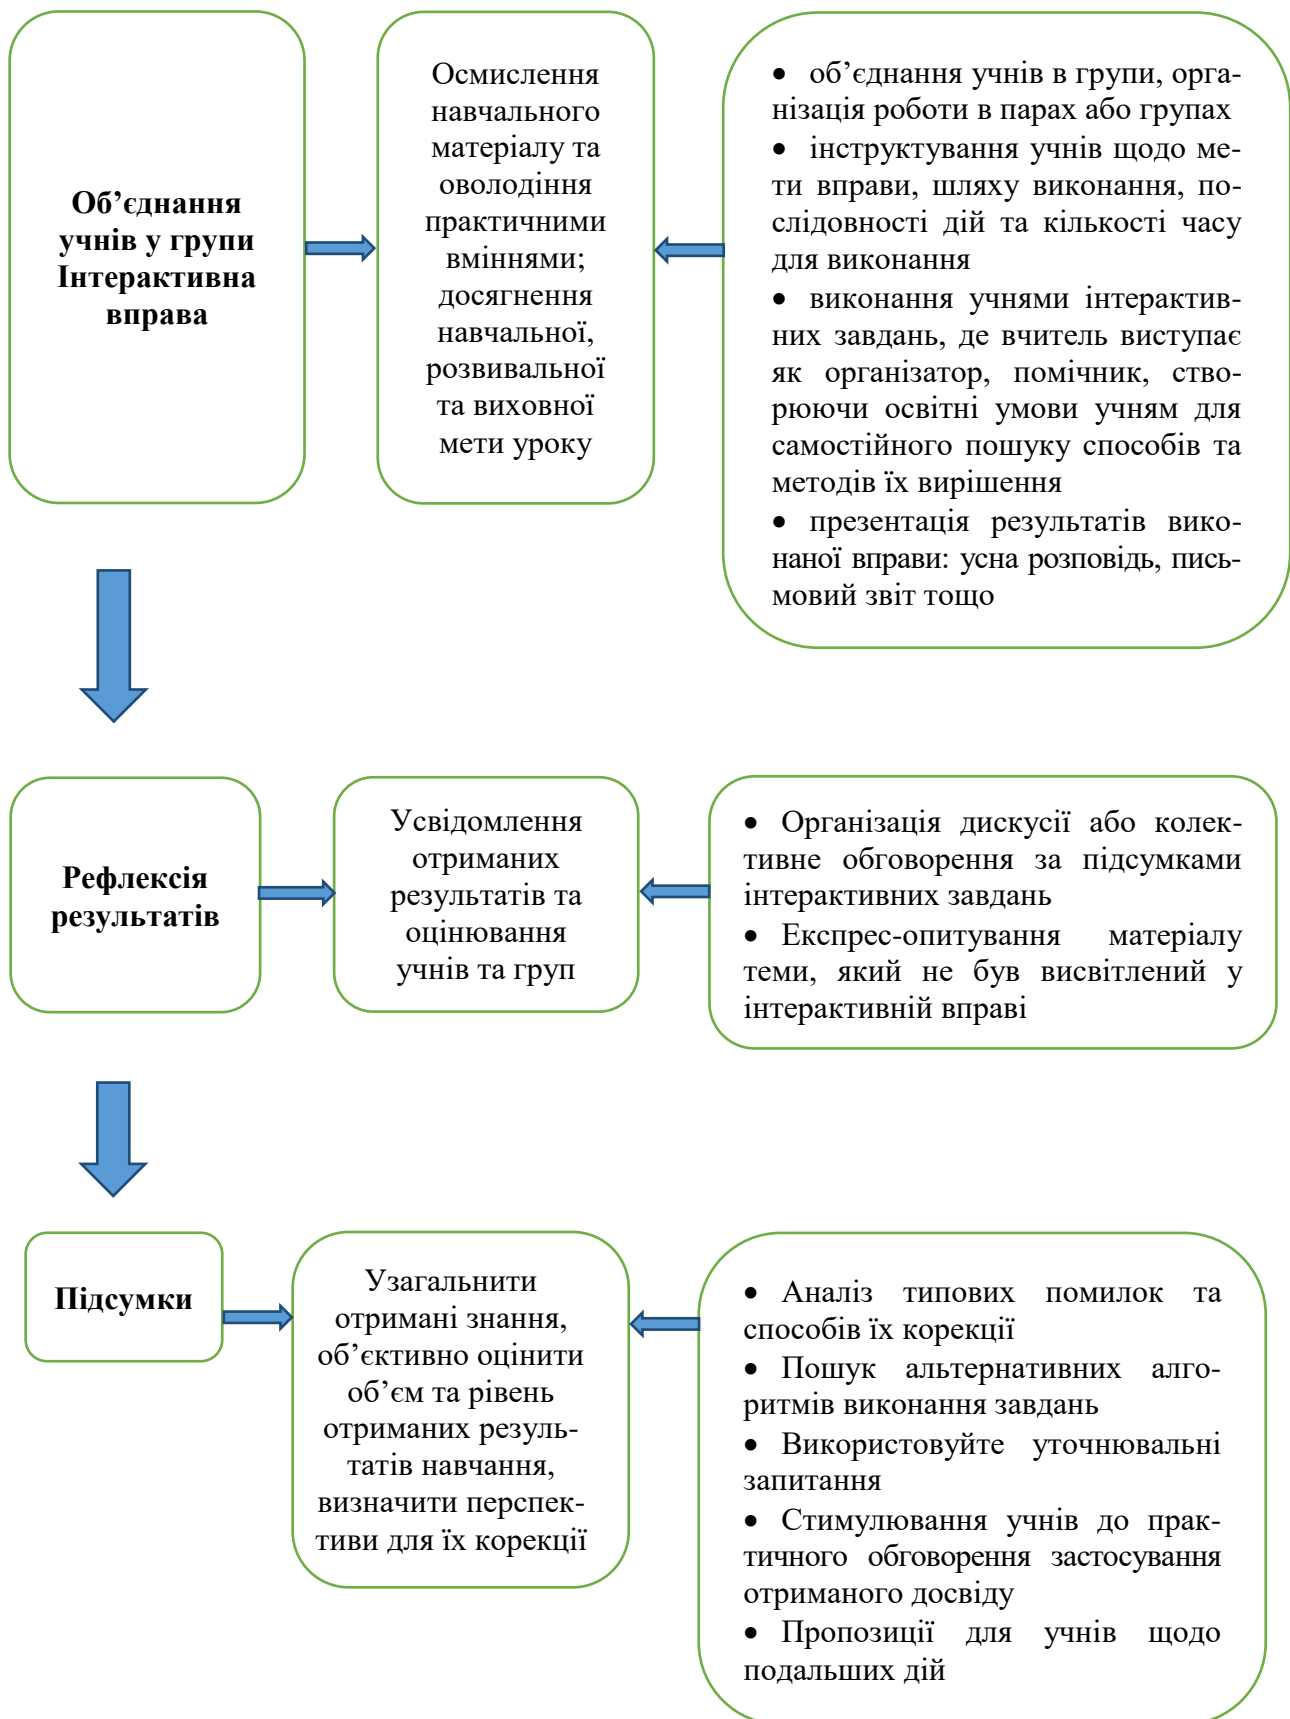 Об’єднання
учнів у групи
Інтерактивна
вправа
Осмислення
навчального
матеріалу та
оволодіння
практичними
вміннями;
досягнення
навчальної,
розвивальної
та виховної
мети уроку
• об’єднання учнів в групи, орга-
нізація роботи в парах або групах
• інструктування учнів щодо ме-
ти вправи, шляху виконання, по-
слідовності дій та кількості часу
для виконання
• виконання учнями інтерактив-
них завдань, де вчитель виступає
як організатор, помічник, ство-
рюючи освітні умови учням для
самостійного пошуку способів та
методів їх вирішення
• презентація результатів вико-
наної вправи: усна розповідь, пись-
мовий звіт тощо
Рефлексія
результатів
Усвідомлення
отриманих
результатів та
оцінювання
учнів та груп
• Організація дискусії або колек-
тивне обговорення за підсумками
інтерактивних завдань
• Експрес-опитування матеріалу
теми, який не був висвітлений у
інтерактивній вправі
Підсумки
Узагальнити
отримані знання,
об’єктивно оцінити
об’єм та рівень
отриманих резуль-
татів навчання,
визначити перспек-
тиви для їх корекції
• Аналіз типових помилок та
способів їх корекції
• Пошук альтернативних алго-
ритмів виконання завдань
• Використовуйте уточнювальні
запитання
• Стимулювання учнів до прак-
тичного обговорення застосування
отриманого досвіду
• Пропозиції для учнів щодо
подальших дій